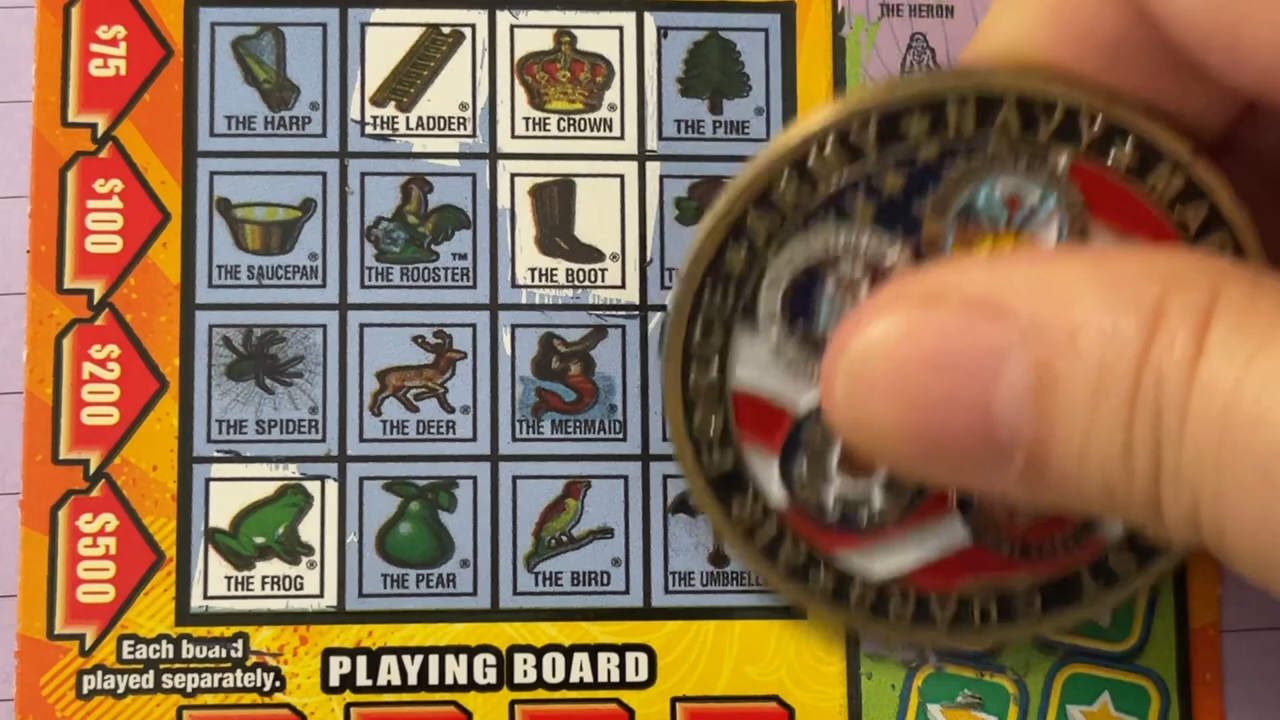 THE HERON
$75
THE HARP
THE LADDER
THE CROWN
THE PINE
$100
THE SAUCEPAN
THE ROOSTER
THE BOOT
$200
THE SPIDER
THE DEER
THE MERMAID
$500
THE FROG
THE PEAR
THE BIRD
THE UMBRELL
Each board
played separately.
PLAYING BOARD